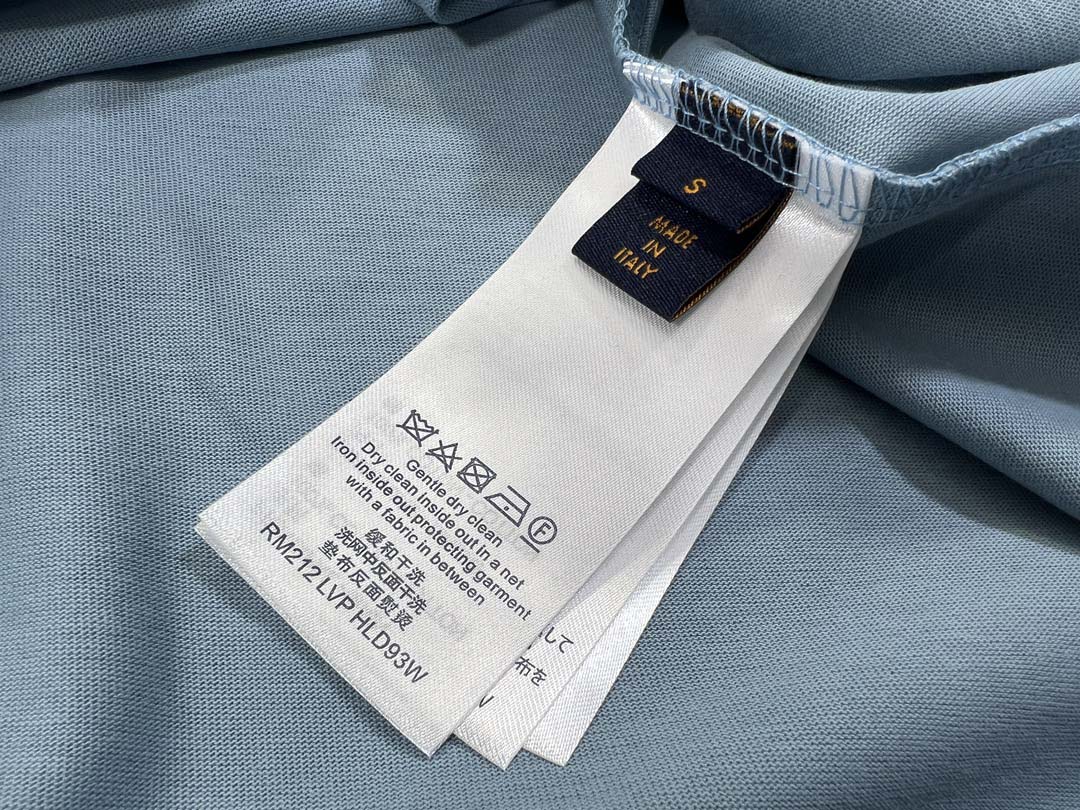 S
MADE
IN
ITALY
F
Gentle dry clean
Dry clean inside out in a net
Iron inside out protecting garment
with a fabric in between
缓和干洗
洗网中反面干洗
垫布反面熨烫
RM212 LVP HLD93W
して
布を